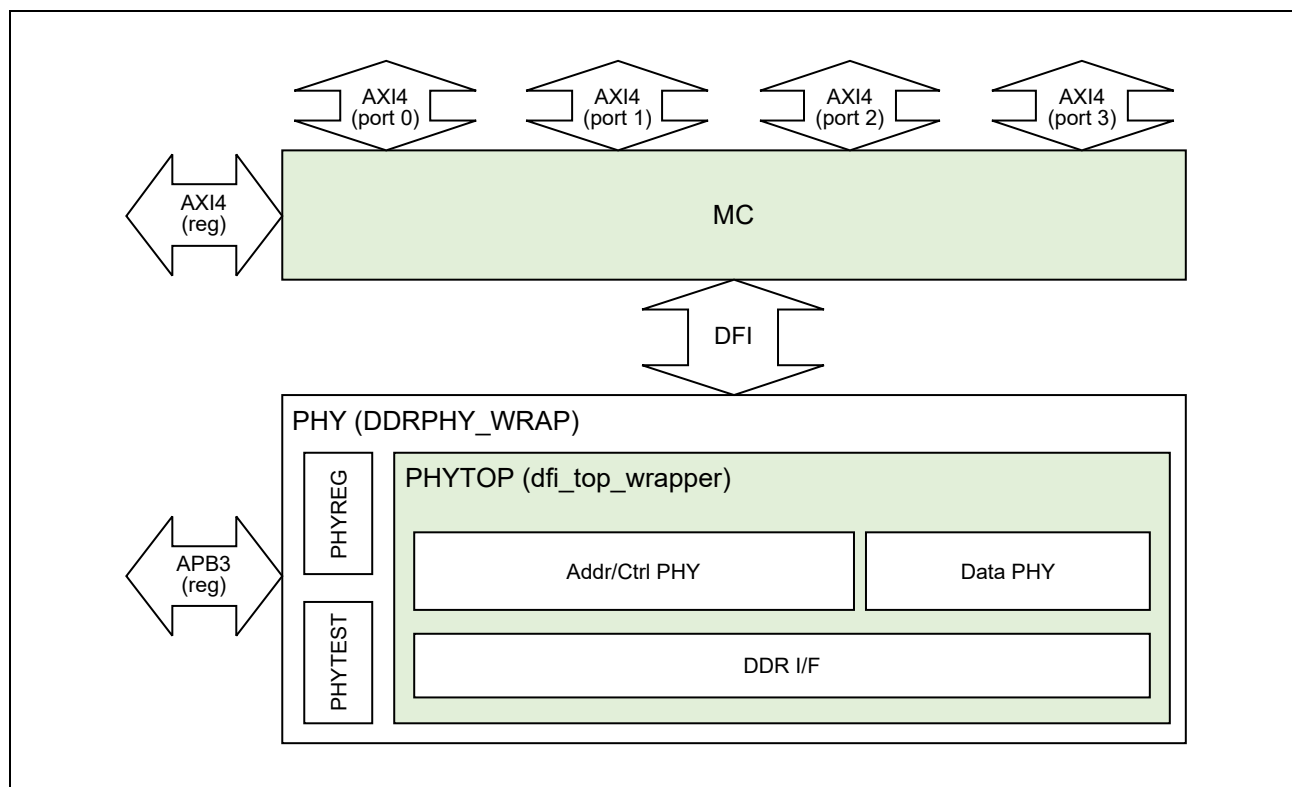 AXI4
(port 0)
AXI4
(port 1)
AXI4
(port 2)
AXI4
(port 3)
AXI4
(reg)
MC
DFI
PHY (DDRPHY_WRAP)
PHYREG
PHYTOP (dfi_top_wrapper)
Addr/Ctrl PHY
Data PHY
APB3
(reg)
PHYTEST
DDR I/F